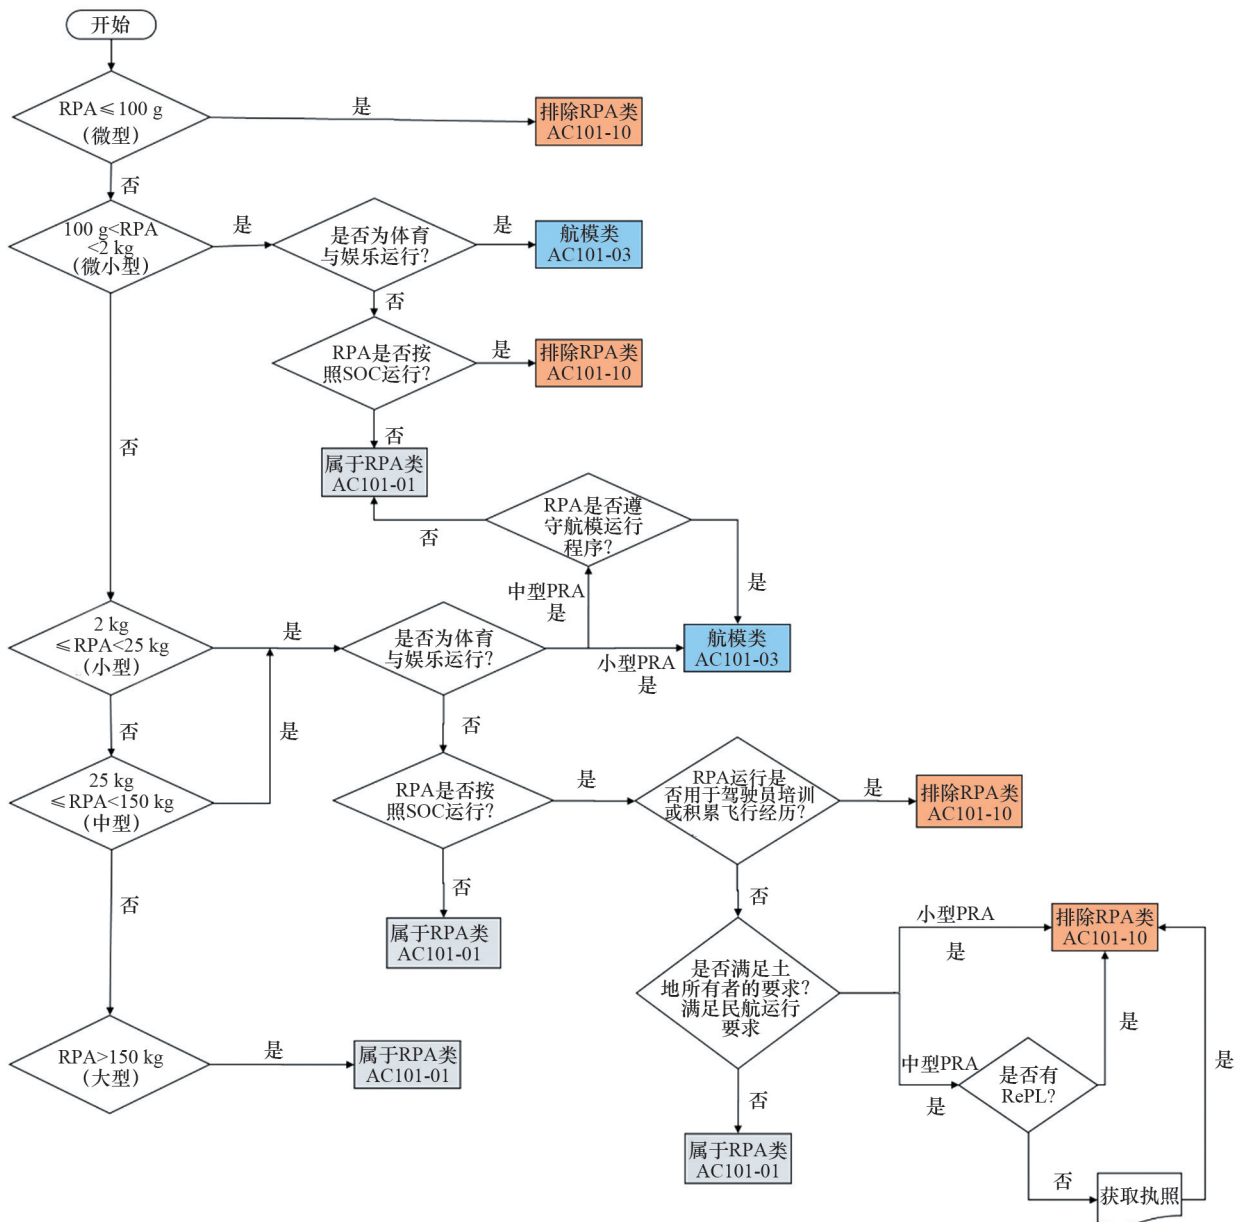 开始
RPA≤100 g
(微型)
是
排除RPA类
AC101-10
否
100 g<RPA
<2 kg
(微小型)
是
是否为体育
与娱乐运行?
是
航模类
AC101-03
否
RPA是否按
照SOC运行?
是
排除RPA类
AC101-10
否
否
属于RPA类
AC101-01
RPA是否遵
守航模运行
程序?
否
是
中型PRA
是
2 kg
≤RPA<25 kg
(小型)
是
是否为体育
与娱乐运行?
小型PRA
是
航模类
AC101-03
否
是
否
25 kg
≤RPA<150 kg
(中型)
RPA是否按
照SOC运行?
是
RPA运行是
否用于驾驶员培训
或积累飞行经历?
是
排除RPA类
AC101-10
否
否
否
属于RPA类
AC101-01
是否满足土
地所有者的要求?
满足民航运行
要求
小型PRA
是
排除RPA类
AC101-10
是
是
RPA>150 kg
(大型)
是
属于RPA类
AC101-01
中型PRA
是
是否有
RePL?
否
属于RPA类
AC101-01
否
获取执照